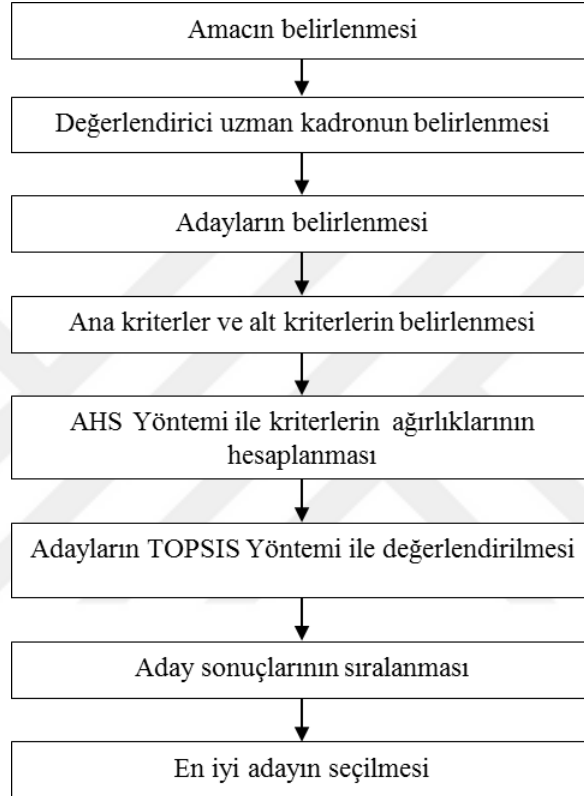 Amacın belirlenmesi
Değerlendirici uzman kadronun belirlenmesi
Adayların belirlenmesi
Ana kriterler ve alt kriterlerin belirlenmesi
AHS Yöntemi ile kriterlerin ağırlıklarının
hesaplanması
Adayların TOPSIS Yöntemi ile değerlendirilmesi
Aday sonuçlarının sıralanması
En iyi adayın seçilmesi